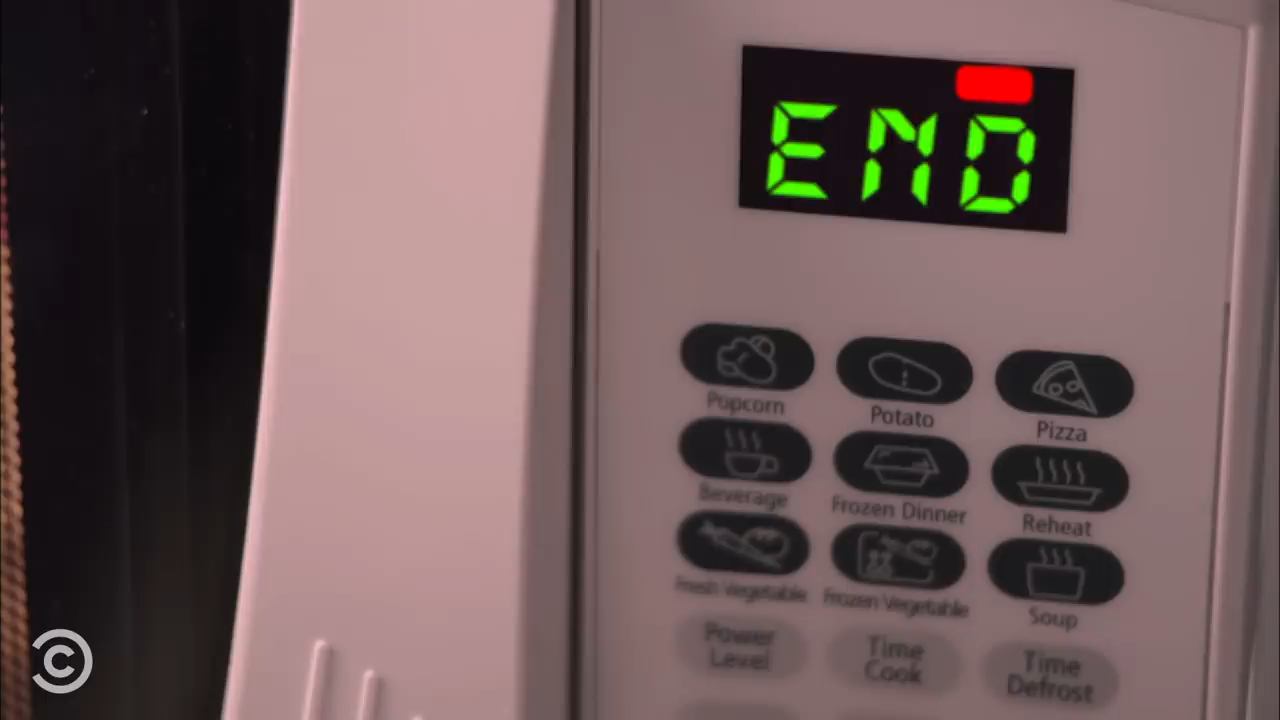 END
Popcorn
Potato
Pizza
Beverage
Frozen Dinner
Reheat
Fresh Vegetable
Frozen Vegetable
Soup
Power
Level
Time
Cook
Time
Defrost